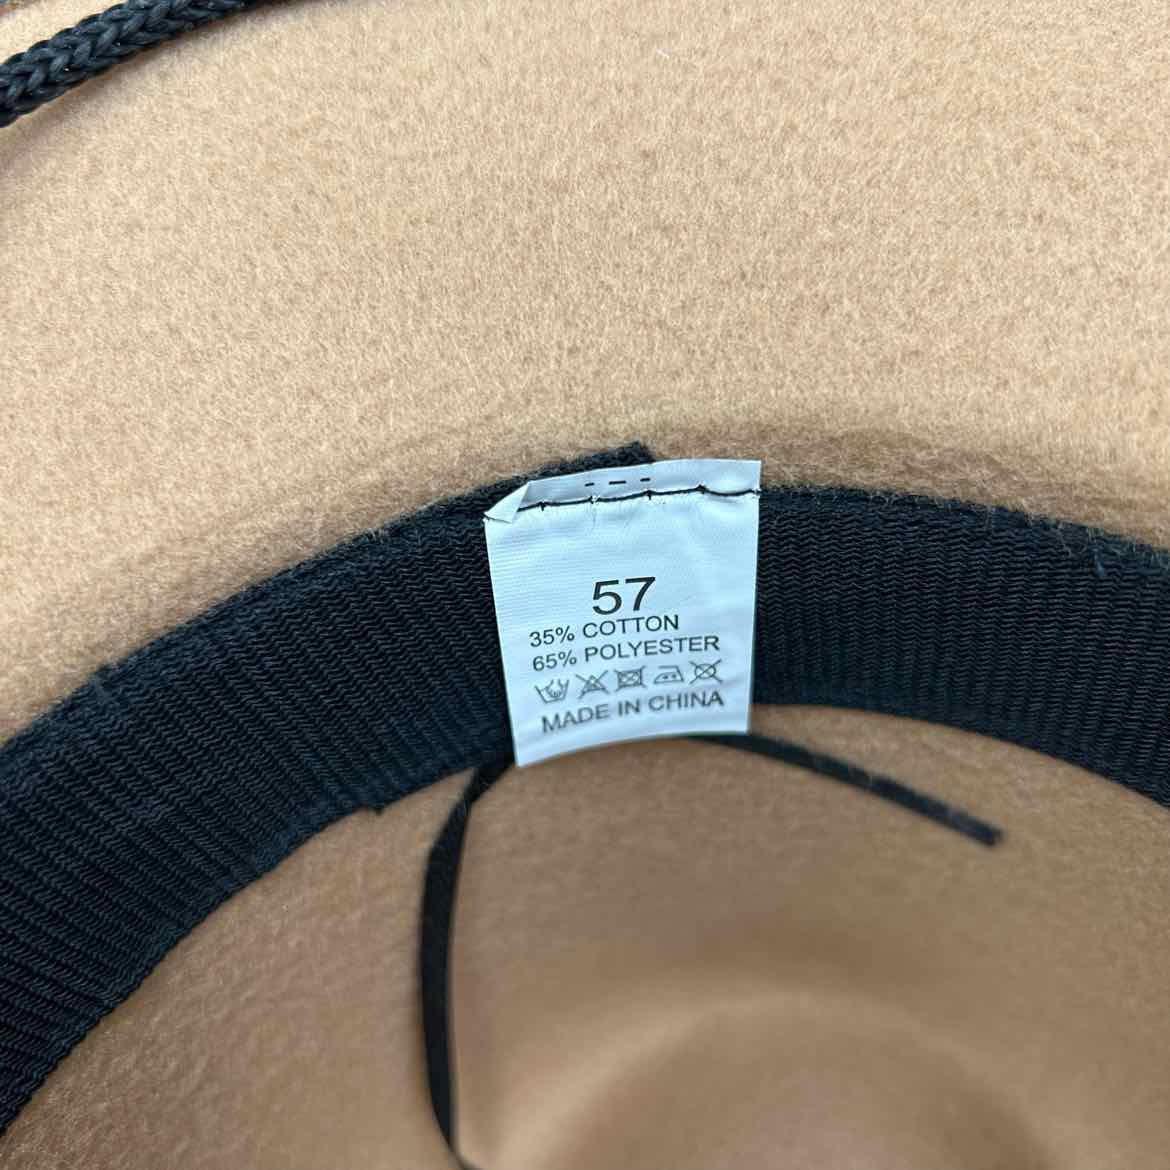 57
35% COTTON
65% POLYESTER
MADE IN CHINA